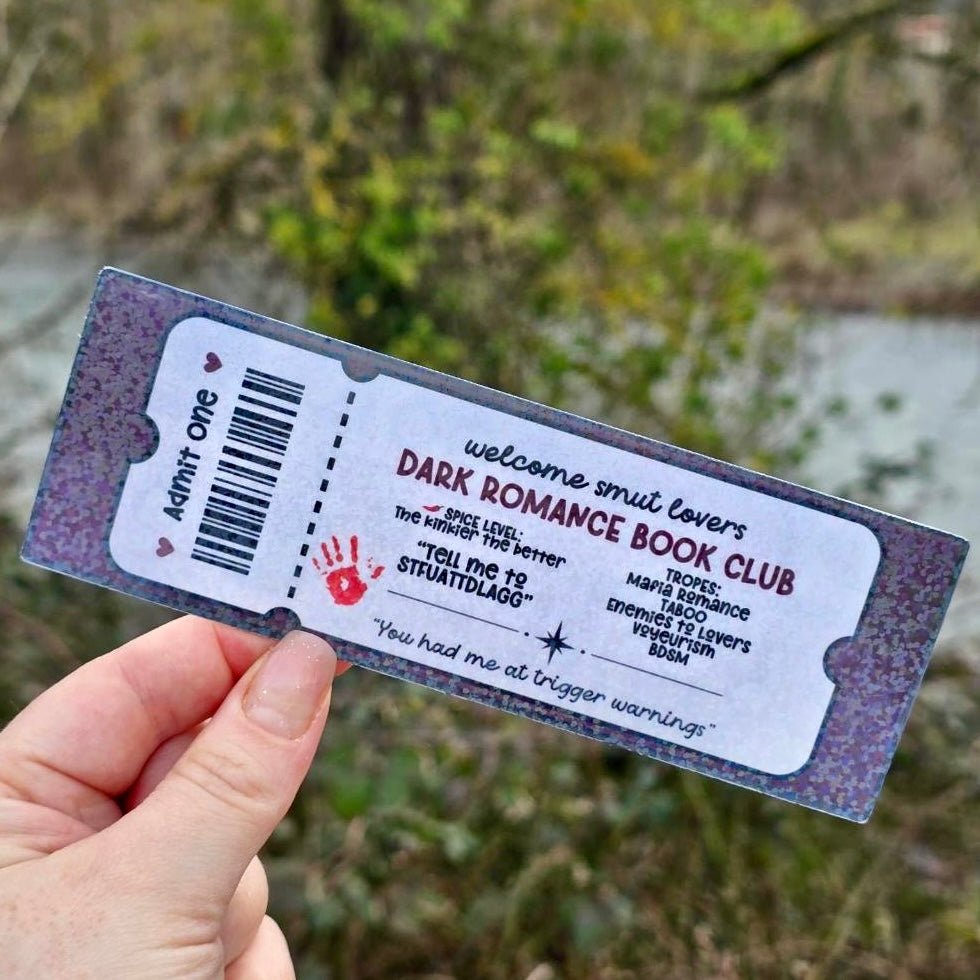 Admit One
welcome smut lovers
DARK ROMANCE BOOK CLUB
SPICE LEVEL:
The kinkier the better
"Tell me to
STFUATTDLAGG"
TROPES:
Mafia Romance
TABOO
Enemies to Lovers
Voyeurism
BDSM
"You had me at trigger warnings"